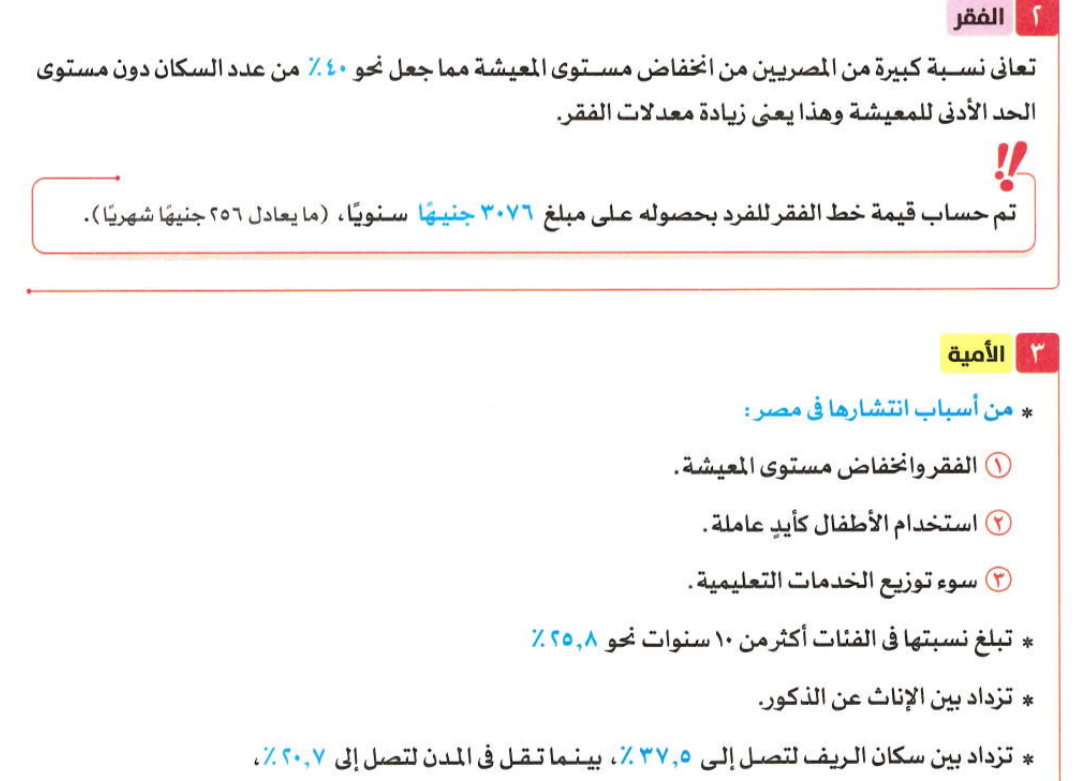 ٢ الفقر
تعانى نسبة كبيرة من المصريين من انخفاض مستوى المعيشة مما جعل نحو ٤٠٪ من عدد السكان دون مستوى
الحد الأدنى للمعيشة وهذا يعنى زيادة معدلات الفقر.
!!
تم حساب قيمة خط الفقر للفرد بحصوله على مبلغ ٣٠٧٦ جنيهًا سنويًا، (ما يعادل ٢٥٦ جنيهًا شهريًا).
٣ الأمية
* من أسباب انتشارها فى مصر :
١ الفقر وانخفاض مستوى المعيشة.
٢ استخدام الأطفال كأيدٍ عاملة.
٣ سوء توزيع الخدمات التعليمية.
* تبلغ نسبتها فى الفئات أكثر من ١٠ سنوات نحو ٢٥,٨٪
* تزداد بين الإناث عن الذكور.
* تزداد بين سكان الريف لتصل إلى ٣٧,٥٪، بينما تقل فى المدن لتصل إلى ٢٠,٧٪،